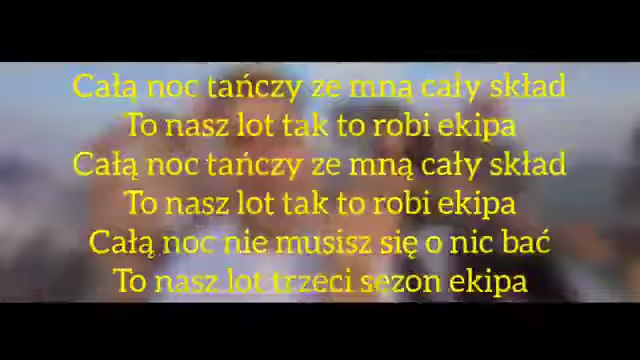 Całą noc tańczy ze mną cały skład
To nasz lot tak to robi ekipa
Całą noc tańczy ze mną cały skład
To nasz lot tak to robi ekipa
Całą noc nie musisz się o nic bać
To nasz lot trzeci sezon ekipa